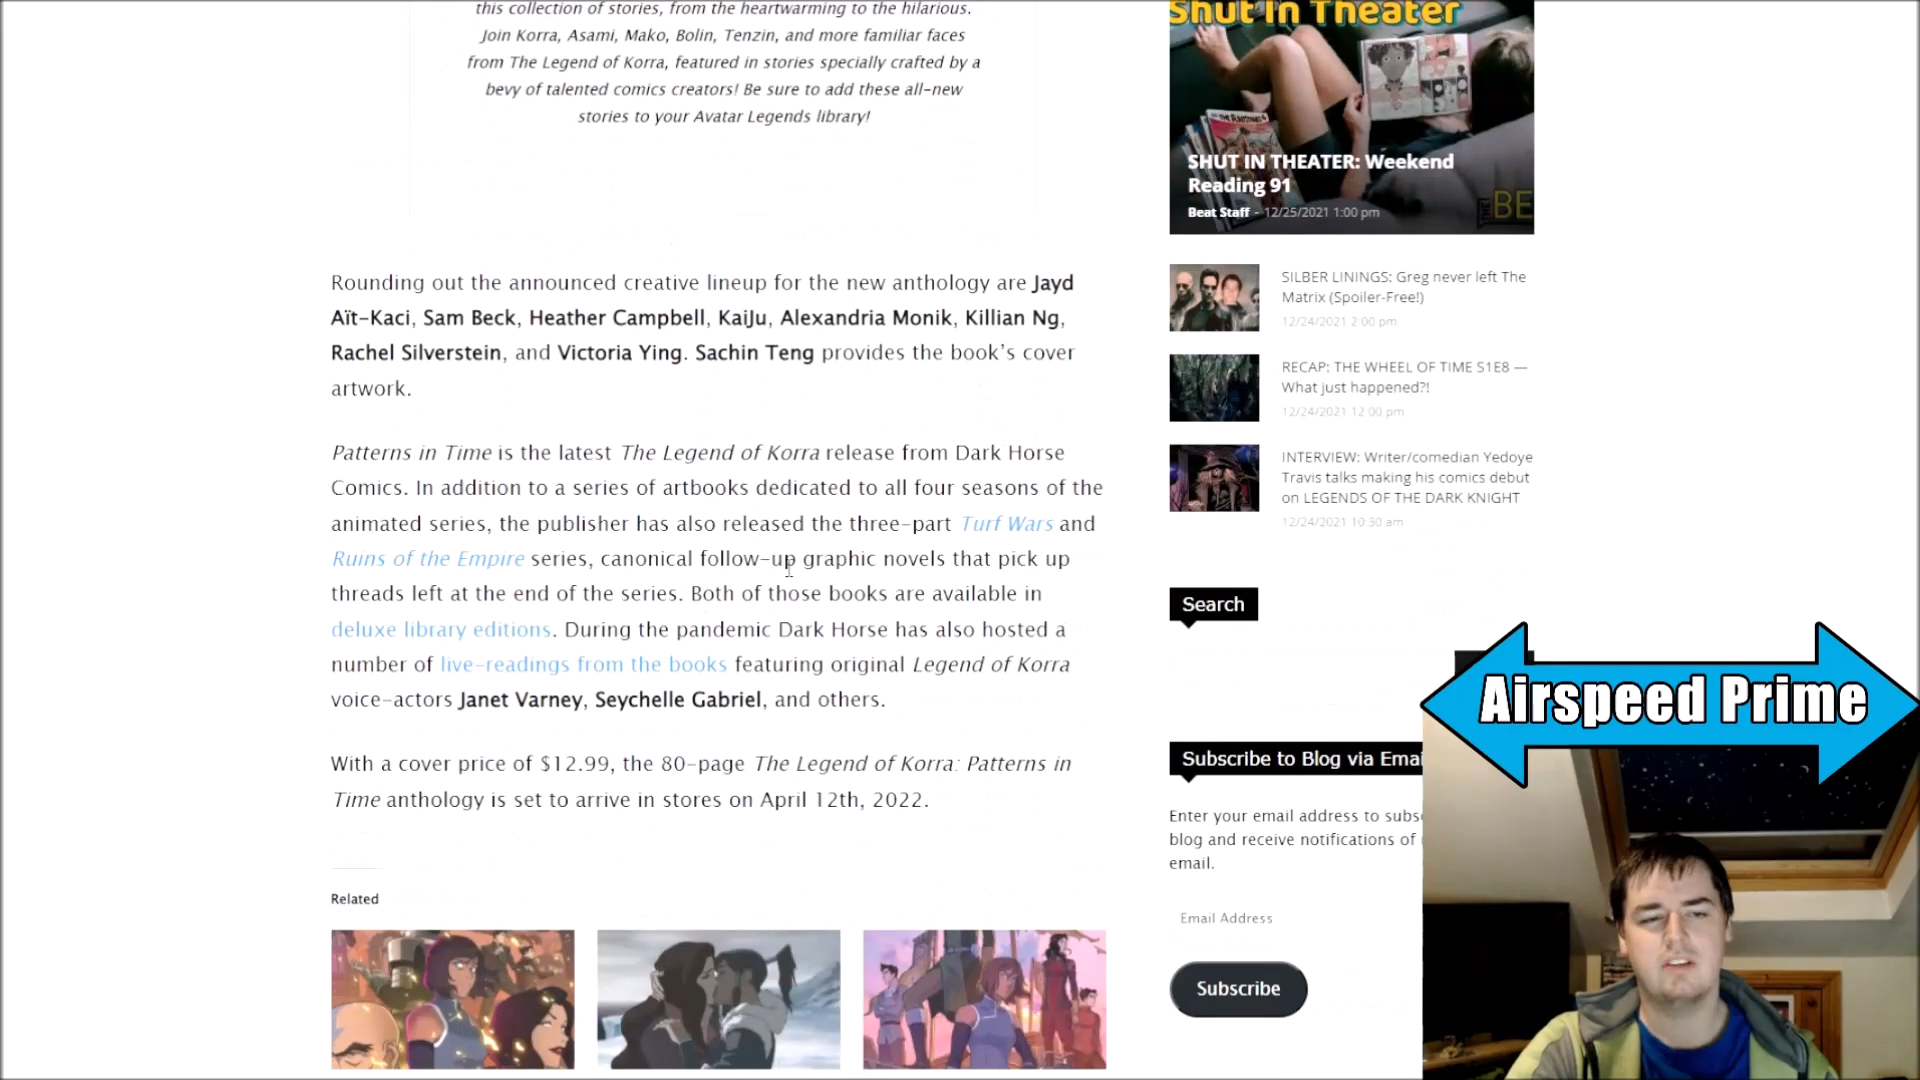 this collection of stories, from the heartwarming to the hilarious.
Join Korra, Asami, Mako, Bolin, Tenzin, and more familiar faces
from The Legend of Korra, featured in stories specially crafted by a
bevy of talented comics creators! Be sure to add these all-new
stories to your Avatar Legends library!
Rounding out the announced creative lineup for the new anthology are Jayd
Aït-Kaci, Sam Beck, Heather Campbell, KaiJu, Alexandria Monik, Killian Ng,
Rachel Silverstein, and Victoria Ying. Sachin Teng provides the book's cover
artwork.
Patterns in Time is the latest The Legend of Korra release from Dark Horse
Comics. In addition to a series of artbooks dedicated to all four seasons of the
animated series, the publisher has also released the three-part Turf Wars and
Ruins of the Empire series, canonical follow-up graphic novels that pick up
threads left at the end of the series. Both of those books are available in
deluxe library editions. During the pandemic Dark Horse has also hosted a
number of live-readings from the books featuring original Legend of Korra
voice-actors Janet Varney, Seychelle Gabriel, and others.
With a cover price of $12.99, the 80-page The Legend of Korra: Patterns in
Time anthology is set to arrive in stores on April 12th, 2022.
Related
Shut In Theater
SHUT IN THEATER: Weekend
Reading 91
Beat Staff - 12/25/2021 1:00 pm
THE BE
SILBER LININGS: Greg never left The
Matrix (Spoiler-Free!)
12/24/2021 2:00 pm
RECAP: THE WHEEL OF TIME S1E8 —
What just happened?!
12/24/2021 12:00 pm
INTERVIEW: Writer/comedian Yedoye
Travis talks making his comics debut
on LEGENDS OF THE DARK KNIGHT
12/24/2021 10:30 am
Search
Airspeed Prime
Subscribe to Blog via Emai
Enter your email address to subs
blog and receive notifications of
email.
Email Address
Subscribe